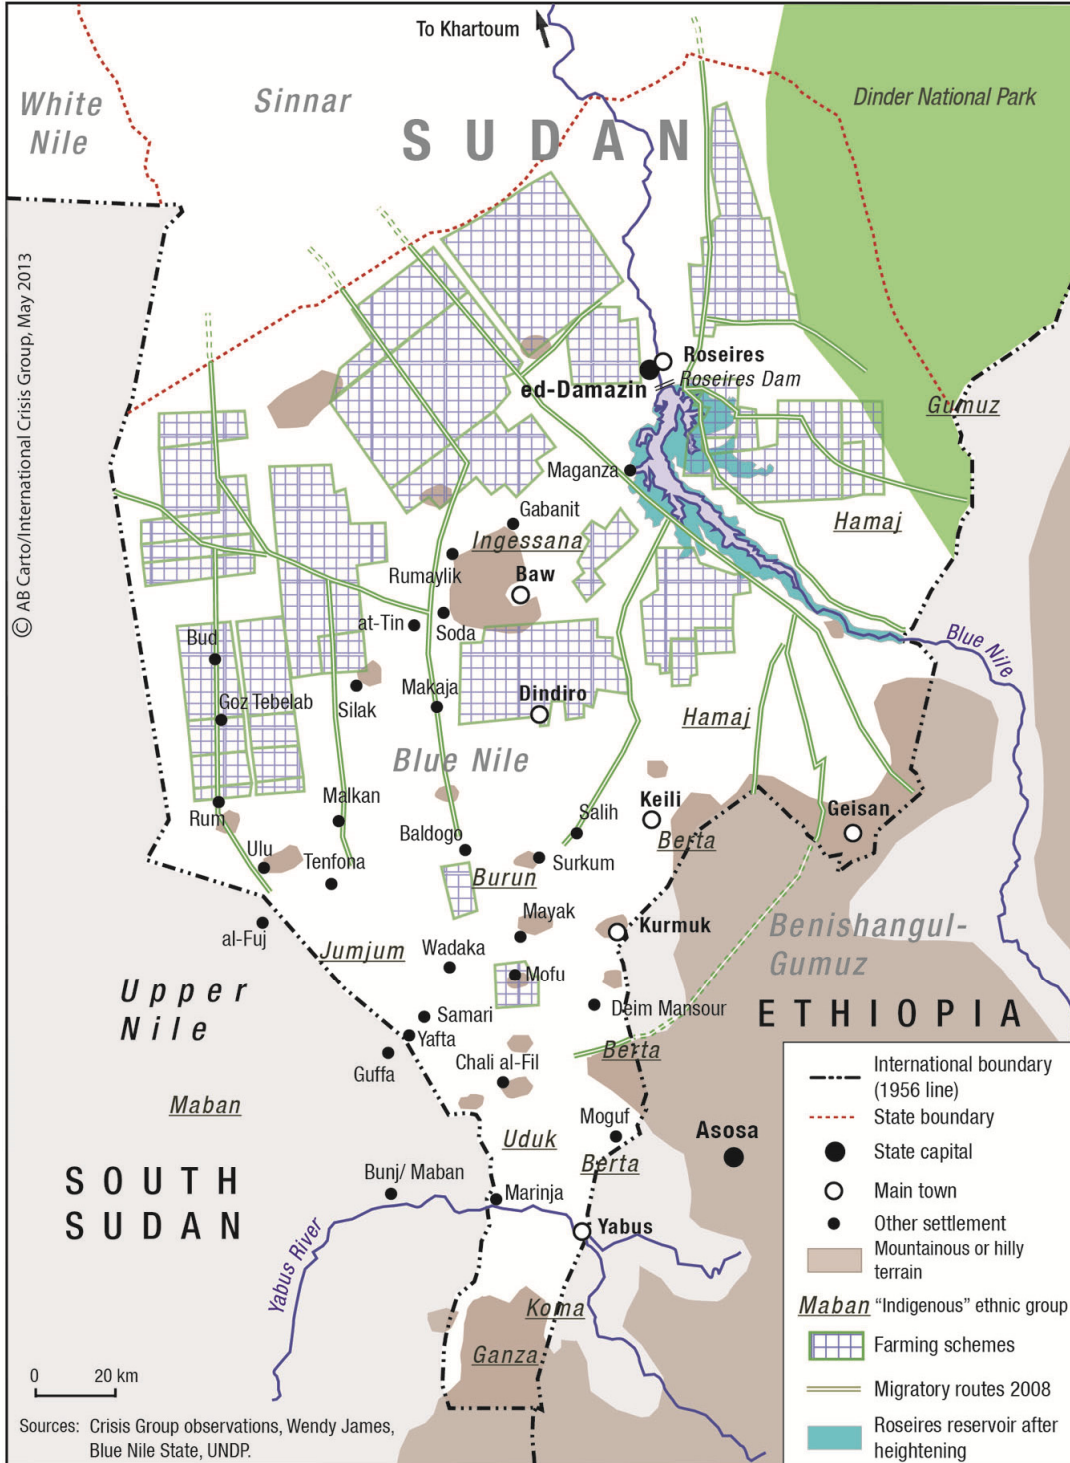 To Khartoum
White
Nile
Sinnar
SUDAN
Dinder National Park
© AB Carto/International Crisis Group, May 2013
Roseires
ed-Damazin
Roseires Dam
Gumuz
Maganza
Gabanit
Hamaj
Ingessana
Rumaylik
Baw
at-Tin
Soda
Bud
Blue Nile
Goz Tebelab
Silak
Makaja
Dindiro
Hamaj
Blue Nile
Malkan
Keili
Geisan
Rum
Salih
Baldogo
Berta
Ulu
Tenfona
Surkum
Burun
Mayak
Kurmuk
Benishangul-
Gumuz
al-Fuj
Jumjum
Wadaka
Mofu
Upper
Nile
Deim Mansour
ETHIOPIA
Samari
Yafta
Berta
Guffa
Chali al-Fil
Maban
Moguf
Asosa
Uduk
Berta
Bunj/ Maban
SOUTH
SUDAN
Marinja
Yabus
Yabus River
Koma
Ganza
International boundary
(1956 line)
State boundary
State capital
Main town
Other settlement
Mountainous or hilly
terrain
Maban "Indigenous" ethnic group
Farming schemes
Migratory routes 2008
Roseires reservoir after
heightening
0 20 km
Sources: Crisis Group observations, Wendy James,
Blue Nile State, UNDP.